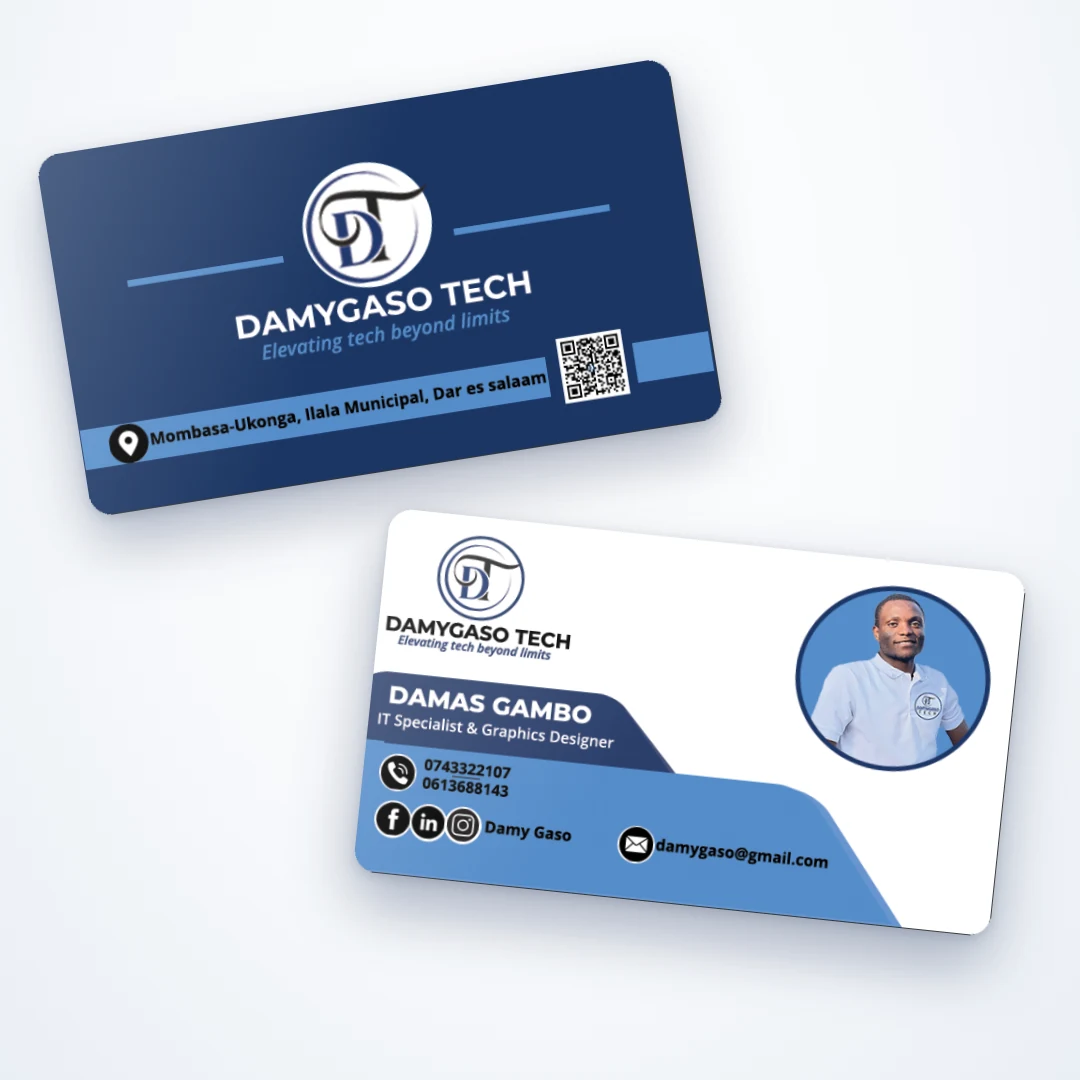 DT
DAMYGASO TECH
Elevating tech beyond limits
Mombasa-Ukonga, Ilala Municipal, Dar es salaam
DT
DAMYGASO TECH
Elevating tech beyond limits
DAMAS GAMBO
IT Specialist & Graphics Designer
0743322107
0613688143
f in Damy Gaso
damygaso@gmail.com